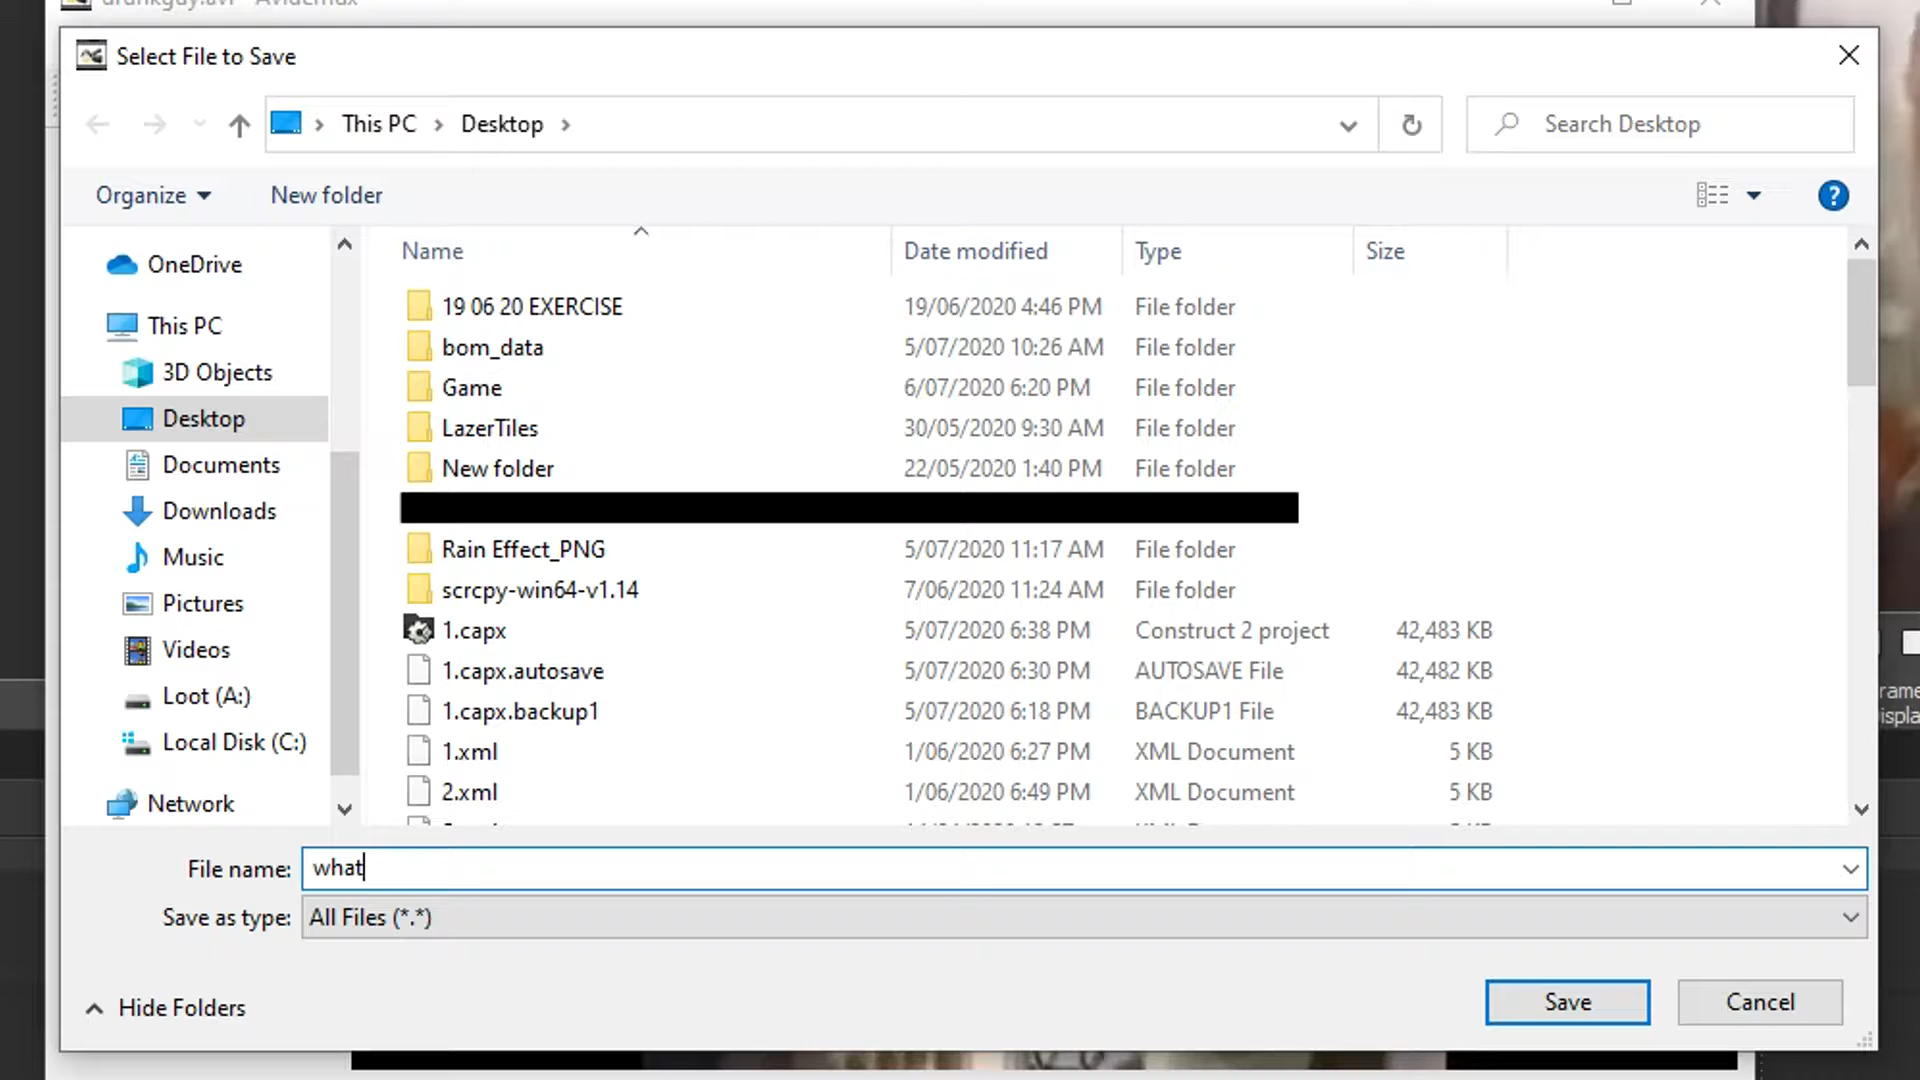 drunkguy.avi - Avidemux
Select File to Save
This PC Desktop
Search Desktop
Organize New folder
Name Date modified Type Size
OneDrive
This PC
3D Objects
Desktop
Documents
Downloads
Music
Pictures
Videos
Loot (A:)
Local Disk (C:)
Network
19 06 20 EXERCISE 19/06/2020 4:46 PM File folder
bom_data 5/07/2020 10:26 AM File folder
Game 6/07/2020 6:20 PM File folder
LazerTiles 30/05/2020 9:30 AM File folder
New folder 22/05/2020 1:40 PM File folder
Rain Effect_PNG 5/07/2020 11:17 AM File folder
scrcpy-win64-v1.14 7/06/2020 11:24 AM File folder
1.capx 5/07/2020 6:38 PM Construct 2 project 42,483 KB
1.capx.autosave 5/07/2020 6:30 PM AUTOSAVE File 42,482 KB
1.capx.backup1 5/07/2020 6:18 PM BACKUP1 File 42,483 KB
1.xml 1/06/2020 6:27 PM XML Document 5 KB
2.xml 1/06/2020 6:49 PM XML Document 5 KB
rame
ispla
File name: what
Save as type: All Files (*.*)
Hide Folders
Save Cancel